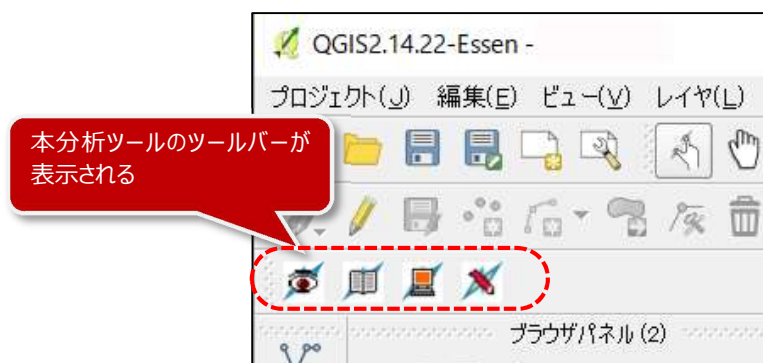 QGIS2.14.22-Essen -
プロジェクト(J) 編集(E) ビュー(V) レイヤ(L)
本分析ツールのツールバーが
表示される
ブラウザパネル (2)